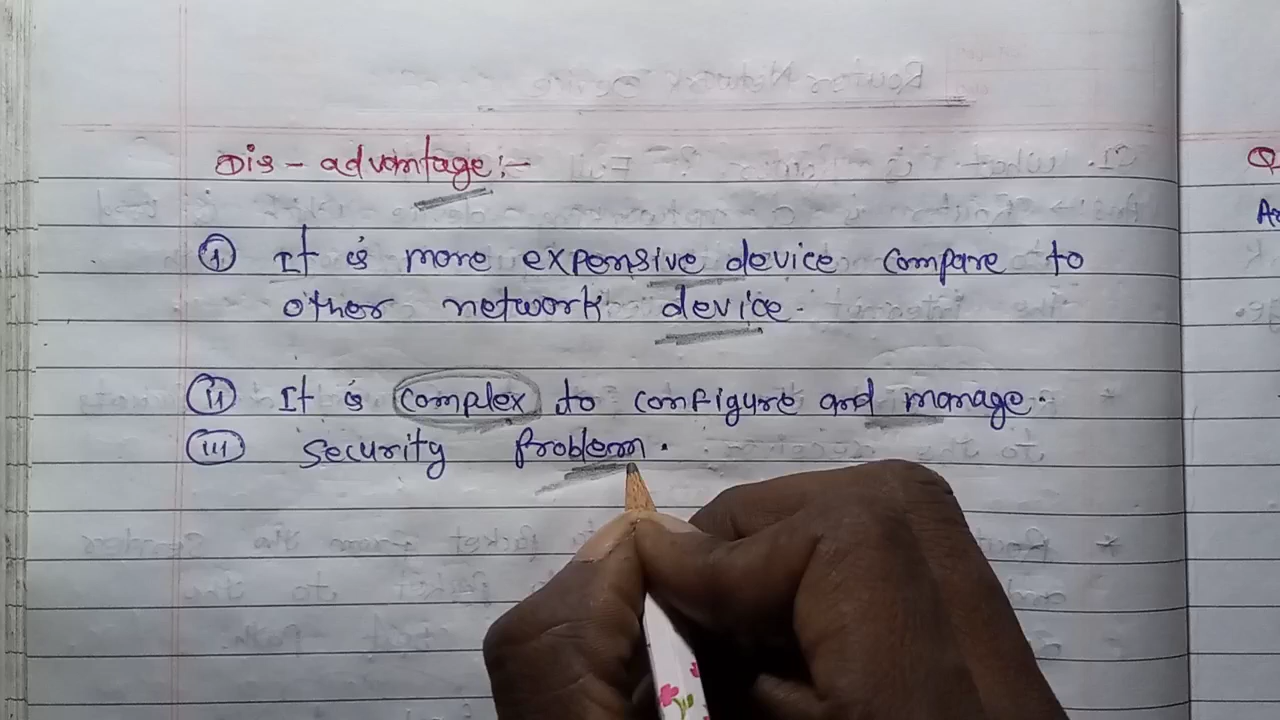 Dis-advantage:-
(i) It is more expensive device compare to
other network device.
(ii) It is complex to configure and manage.
(iii) Security Problem.
Q